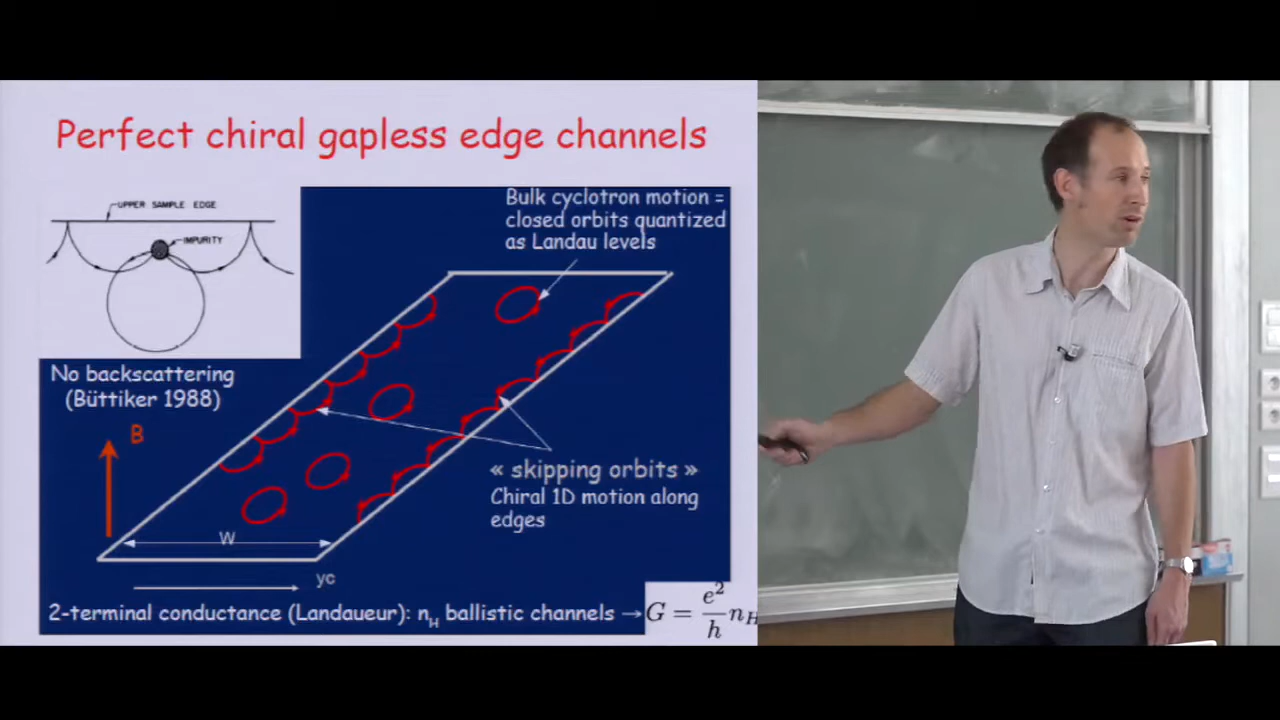 Perfect chiral gapless edge channels
UPPER SAMPLE EDGE
IMPURITY
Bulk cyclotron motion =
closed orbits quantized
as Landau levels
No backscattering
(Büttiker 1988)
B
« skipping orbits »
Chiral 1D motion along
edges
W
yc
2-terminal conductance (Landaueur): n_H ballistic channels → G = e²/h n_H